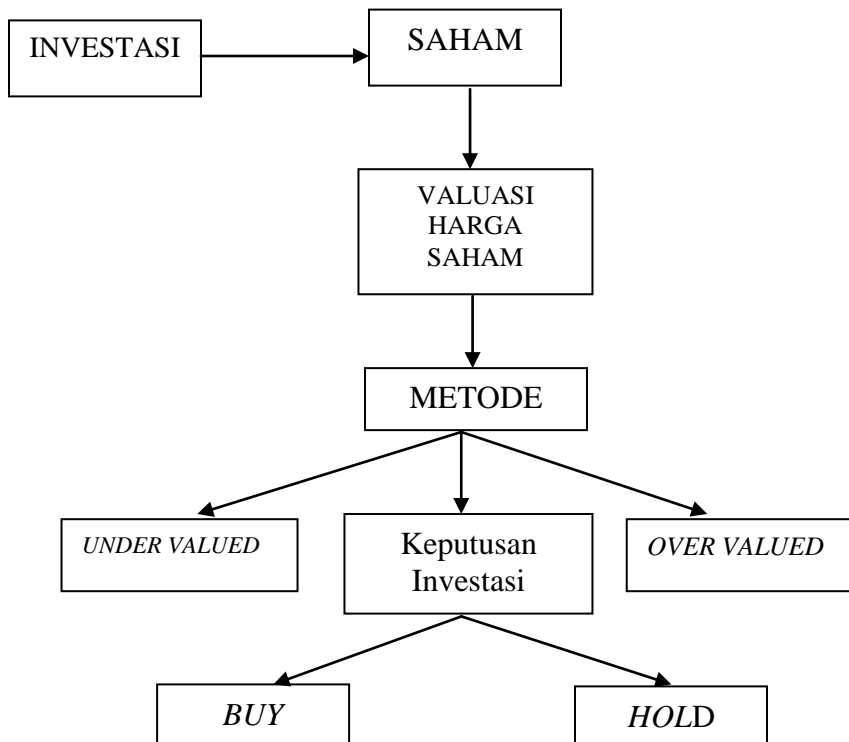 INVESTASI
SAHAM
VALUASI
HARGA
SAHAM
METODE
UNDER VALUED
Keputusan
Investasi
OVER VALUED
BUY
HOLD